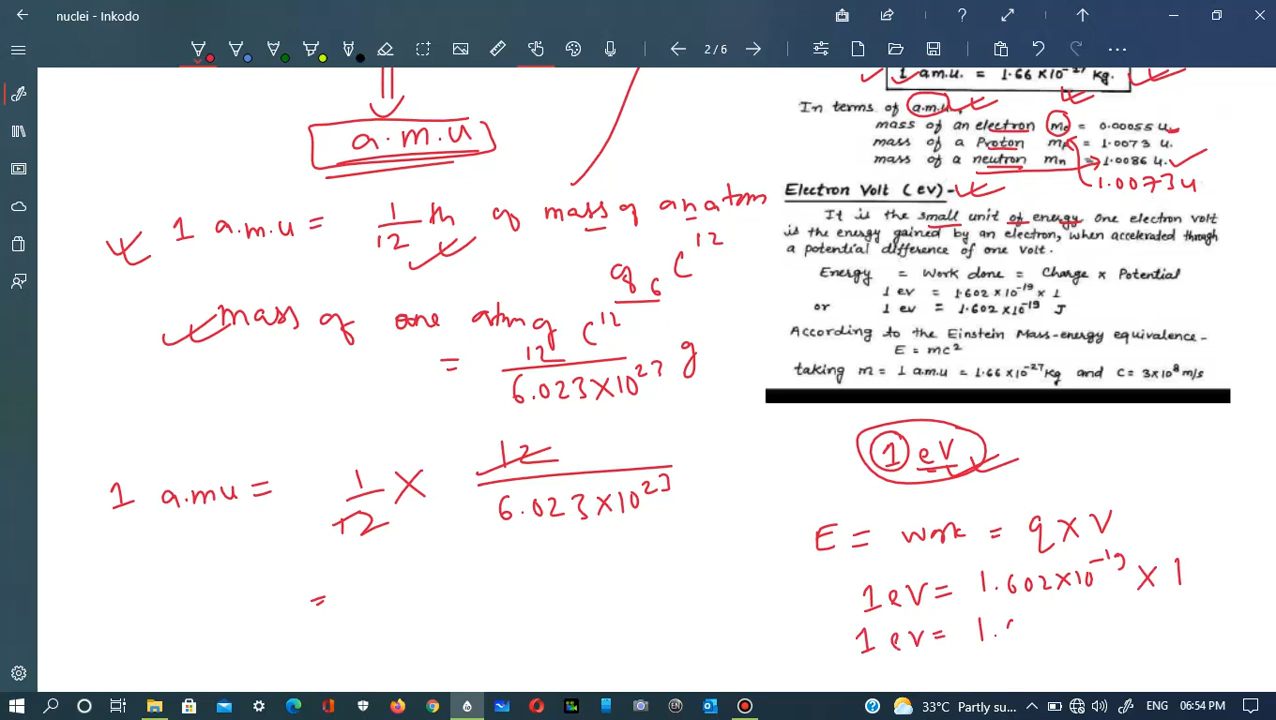 nuclei - Inkodo
2/6
a.m.u
1 a.m.u = 1/12 th of mass of an atom
of 6 C 12
mass of one atom of C 12
= 12 / 6.023×10^23 g
1 a.mu = 1/12 × 12 / 6.023×10^23
=
1 a.m.u. = 1.66×10^-27 kg.
In terms of a.m.u.
mass of an electron me = 0.00055 u.
mass of a Proton mp = 1.0073 u.
mass of a neutron mn = 1.0086 u.
1.00734
Electron Volt (ev)-
It is the small unit of energy one electron volt
is the energy gained by an electron, when accelerated through
a potential difference of one volt.
Energy = Work done = Charge × Potential
1 ev = 1.602×10^-19 × 1
or 1 ev = 1.602×10^-19 J
According to the Einstein Mass-energy equivalence-
E = mc^2
taking m = 1 a.m.u = 1.66×10^-27 Kg and c = 3×10^8 m/s
1 eV
E = work = q×V
1eV = 1.602×10^-19 × 1
1 ev = 1.
33°C Partly su...
ENG
06:54 PM